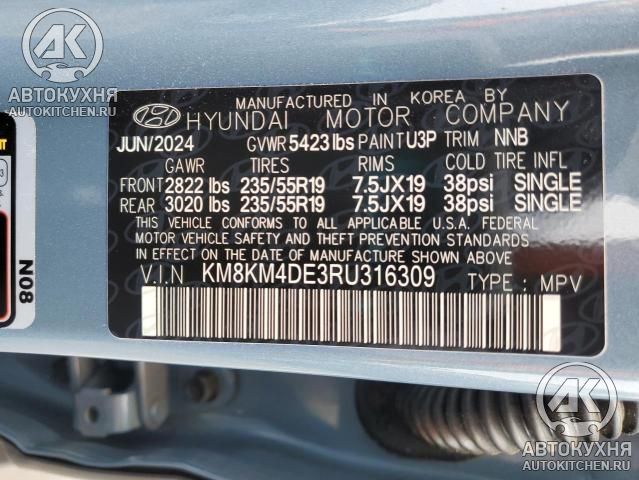 АК
АВТОКУХНЯ
AUTOKITCHEN.RU
MANUFACTURED IN KOREA BY
HYUNDAI MOTOR COMPANY
JUN/2024 GVWR 5423 lbs PAINT U3P TRIM NNB
GAWR TIRES RIMS COLD TIRE INFL
FRONT 2822 lbs 235/55R19 7.5JX19 38psi SINGLE
REAR 3020 lbs 235/55R19 7.5JX19 38psi SINGLE
THIS VEHICLE CONFORMS TO ALL APPLICABLE U.S.A. FEDERAL
MOTOR VEHICLE SAFETY AND THEFT PREVENTION STANDARDS IN EFFECT
ON THE DATE OF MANUFACTURE SHOWN ABOVE.
V.I.N KM8KM4DE3RU316309 TYPE : MPV
N08
АК
АВТОКУХНЯ
AUTOKITCHEN.RU